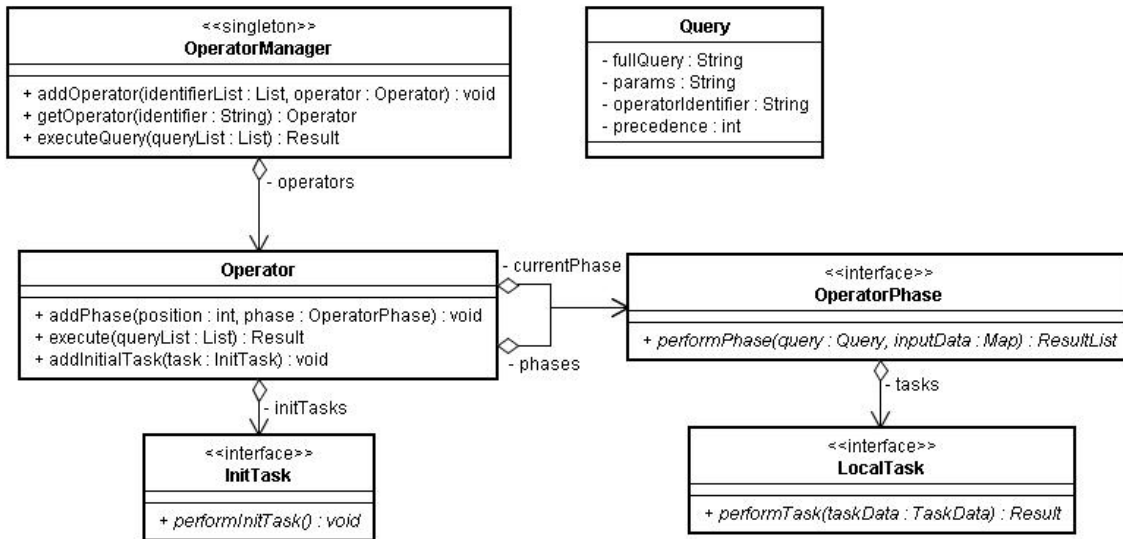 <<singleton>>
OperatorManager
+ addOperator(identifierList : List, operator : Operator) : void
+ getOperator(identifier : String) : Operator
+ executeQuery(queryList : List) : Result
Query
- fullQuery : String
- params : String
- operatorIdentifier : String
- precedence : int
- operators
Operator
+ addPhase(position : int, phase : OperatorPhase) : void
+ execute(queryList : List) : Result
+ addInitialTask(task : InitTask) : void
- currentPhase
- phases
<<interface>>
OperatorPhase
+ performPhase(query : Query, inputData : Map) : ResultList
- initTasks
- tasks
<<interface>>
InitTask
+ performInitTask() : void
<<interface>>
LocalTask
+ performTask(taskData : TaskData) : Result